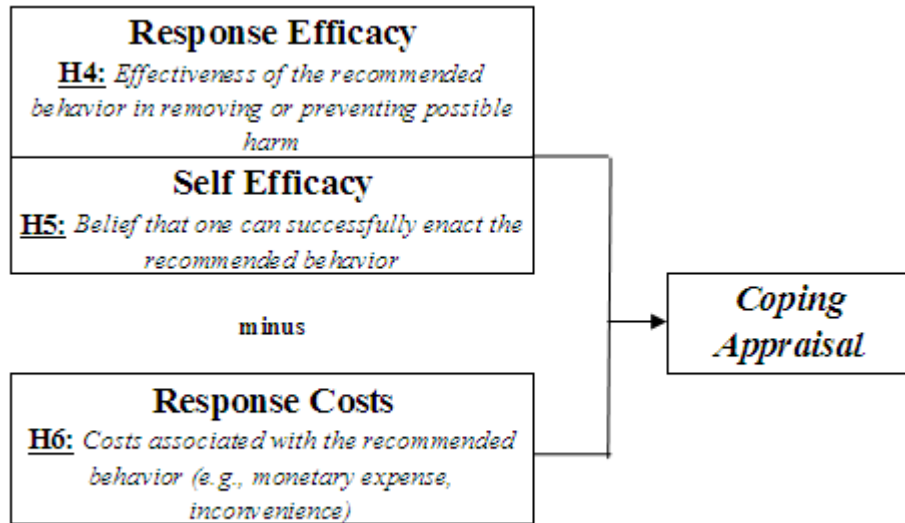 Response Efficacy
H4: Effectiveness of the recommended
behavior in removing or preventing possible
harm
Self Efficacy
H5: Belief that one can successfully enact the
recommended behavior
minus
Response Costs
H6: Costs associated with the recommended
behavior (e.g., monetary expense,
inconvenience)
Coping
Appraisal